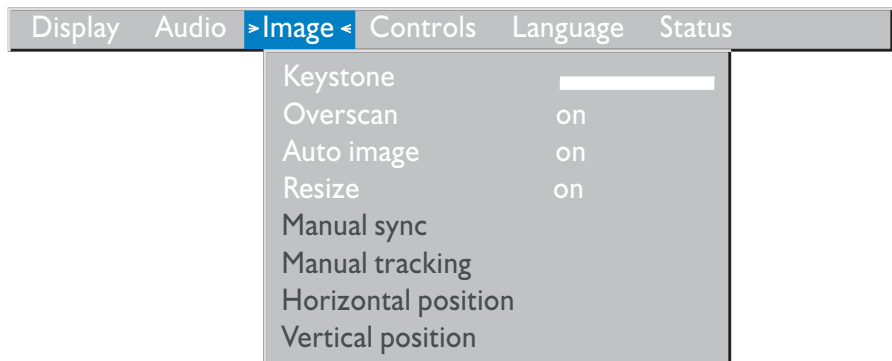 Display Audio >Image< Controls Language Status
Keystone
Overscan on
Auto image on
Resize on
Manual sync
Manual tracking
Horizontal position
Vertical position